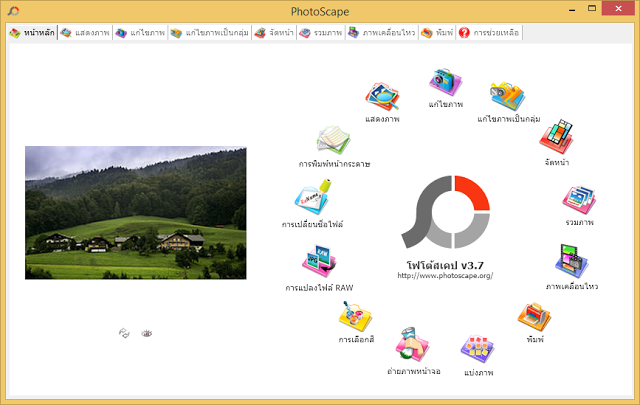 PhotoScape
หน้าหลัก แสดงภาพ แก้ไขภาพ แก้ไขภาพเป็นกลุ่ม จัดหน้า รวมภาพ ภาพเคลื่อนไหว พิมพ์ การช่วยเหลือ
แสดงภาพ
แก้ไขภาพ
แก้ไขภาพเป็นกลุ่ม
จัดหน้า
รวมภาพ
ภาพเคลื่อนไหว
พิมพ์
แบ่งภาพ
ถ่ายภาพหน้าจอ
การเลือกสี
การแปลงไฟล์ RAW
การเปลี่ยนชื่อไฟล์
การพิมพ์หน้ากระดาษ
โฟโต้สเคป v3.7
http://www.photoscape.org/